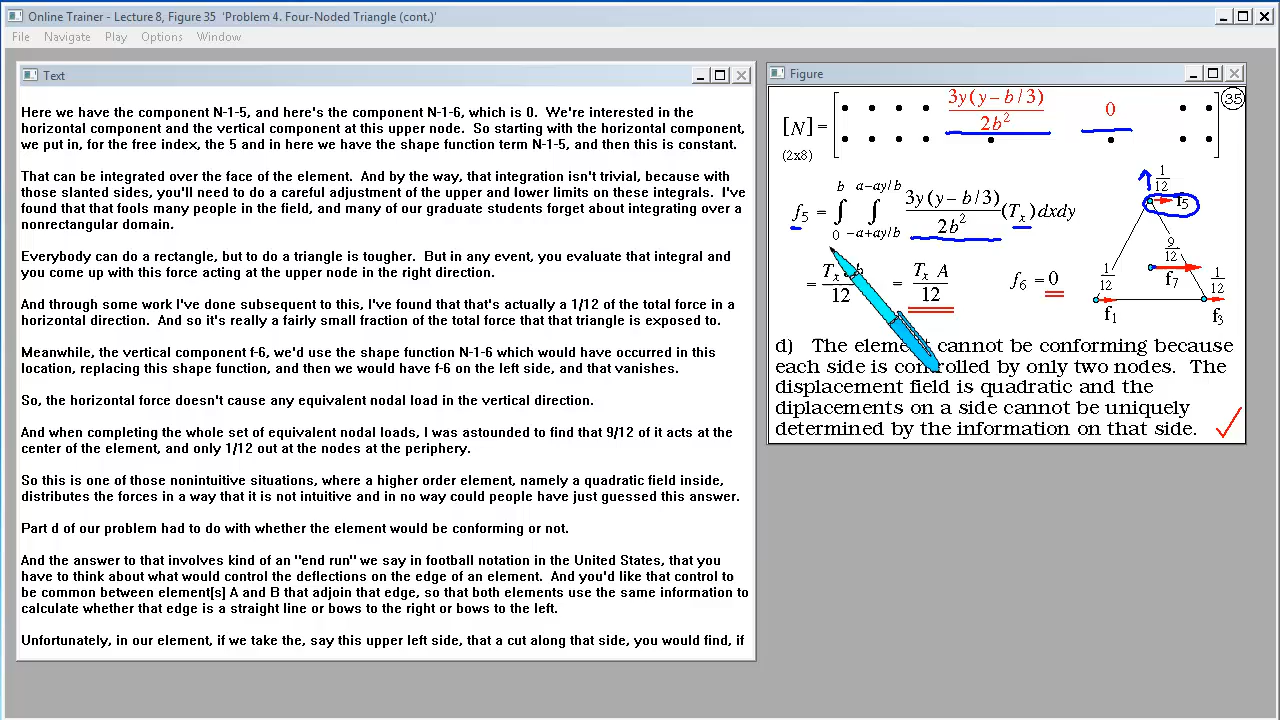 Online Trainer - Lecture 8, Figure 35 'Problem 4. Four-Noded Triangle (cont.)'
File Navigate Play Options Window
Text
Here we have the component N-1-5, and here's the component N-1-6, which is 0. We're interested in the
horizontal component and the vertical component at this upper node. So starting with the horizontal component,
we put in, for the free index, the 5 and in here we have the shape function term N-1-5, and then this is constant.
That can be integrated over the face of the element. And by the way, that integration isn't trivial, because with
those slanted sides, you'll need to do a careful adjustment of the upper and lower limits on these integrals. I've
found that that fools many people in the field, and many of our graduate students forget about integrating over a
nonrectangular domain.
Everybody can do a rectangle, but to do a triangle is tougher. But in any event, you evaluate that integral and
you come up with this force acting at the upper node in the right direction.
And through some work I've done subsequent to this, I've found that that's actually a 1/12 of the total force in a
horizontal direction. And so it's really a fairly small fraction of the total force that that triangle is exposed to.
Meanwhile, the vertical component f-6, we'd use the shape function N-1-6 which would have occurred in this
location, replacing this shape function, and then we would have f-6 on the left side, and that vanishes.
So, the horizontal force doesn't cause any equivalent nodal load in the vertical direction.
And when completing the whole set of equivalent nodal loads, I was astounded to find that 9/12 of it acts at the
center of the element, and only 1/12 out at the nodes at the periphery.
So this is one of those nonintuitive situations, where a higher order element, namely a quadratic field inside,
distributes the forces in a way that it is not intuitive and in no way could people have just guessed this answer.
Part d of our problem had to do with whether the element would be conforming or not.
And the answer to that involves kind of an "end run" we say in football notation in the United States, that you
have to think about what would control the deflections on the edge of an element. And you'd like that control to
be common between element[s] A and B that adjoin that edge, so that both elements use the same information to
calculate whether that edge is a straight line or bows to the right or bows to the left.
Unfortunately, in our element, if we take the, say this upper left side, that a cut along that side, you would find, if
Figure
35
[N] = [ 3y(y – b/3) / 2b² 0 ]
(2x8)
f5 = ∫ 0 b ∫ –a+ay/b a–ay/b 3y(y – b/3) / 2b² (Tx) dxdy
= Tx b / 12 = Tx A / 12 f6 = 0
1/12 f5
9/12 f7
1/12 f1
1/12 f3
d) The element cannot be conforming because
each side is controlled by only two nodes. The
displacement field is quadratic and the
diplacements on a side cannot be uniquely
determined by the information on that side.